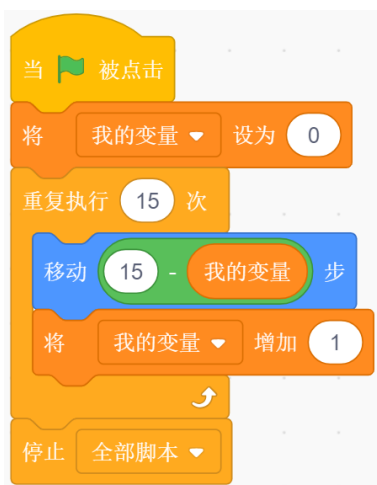 当 被点击
将 我的变量 设为 0
重复执行 15 次
移动 15 - 我的变量 步
将 我的变量 增加 1
停止 全部脚本